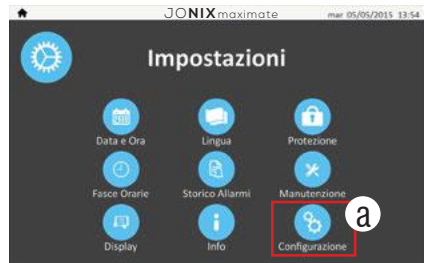 JONIXmaximate mar 05/05/2015 13:54
Impostazioni
Data e Ora Lingua Protezione
Fasce Orarie Storico Allarmi Manutenzione
a
Display Info Configurazione